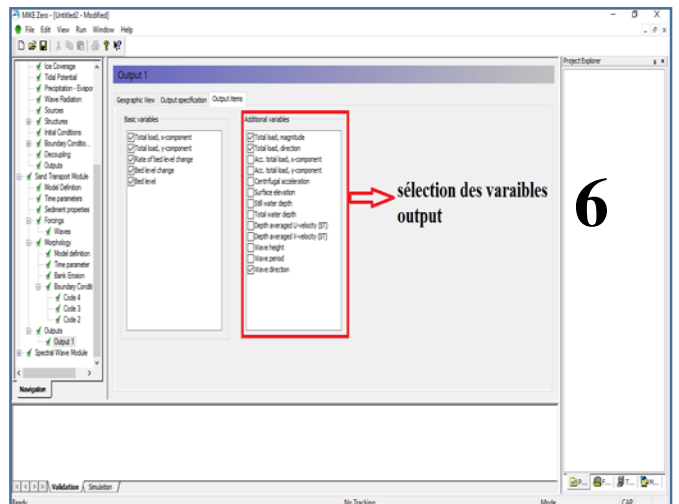 MIKE Zero - [Untitled2 - Modified]
File Edit View Run Window Help
Project Explorer
Ice Coverage
Tidal Potential
Precipitation - Evapor
Wave Radiation
Sources
Structures
Initial Conditions
Boundary Conditio...
Decoupling
Outputs
Sand Transport Module
Model Definition
Time parameters
Sediment properties
Forcings
Waves
Morphology
Model definition
Time parameter
Bank Erosion
Boundary Conditi
Code 4
Code 3
Code 2
Outputs
Output 1
Spectral Wave Module
Navigation
Output 1
Geographic View Output specification Output items
Basic variables
Total load, x-component
Total load, y-component
Rate of bed level change
Bed level change
Bed level
Additional variables
Total load, magnitude
Total load, direction
Acc. total load, x-component
Acc. total load, y-component
Centrifugal acceleration
Surface elevation
Still water depth
Total water depth
Depth averaged U-velocity (ST)
Depth averaged V-velocity (ST)
Wave height
Wave period
Wave direction
sélection des varaibles
output
6
Validation Simulation
P... F... T... M...
Ready No Tracking Mode CAP